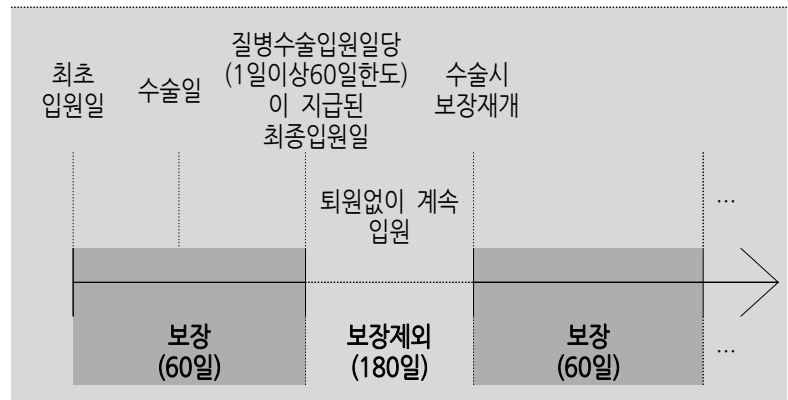 최초
입원일
수술일
질병수술입원일당
(1일이상60일한도)
이 지급된
최종입원일
수술시
보장재개
퇴원없이 계속
입원
…
보장
(60일)
보장제외
(180일)
보장
(60일)
…